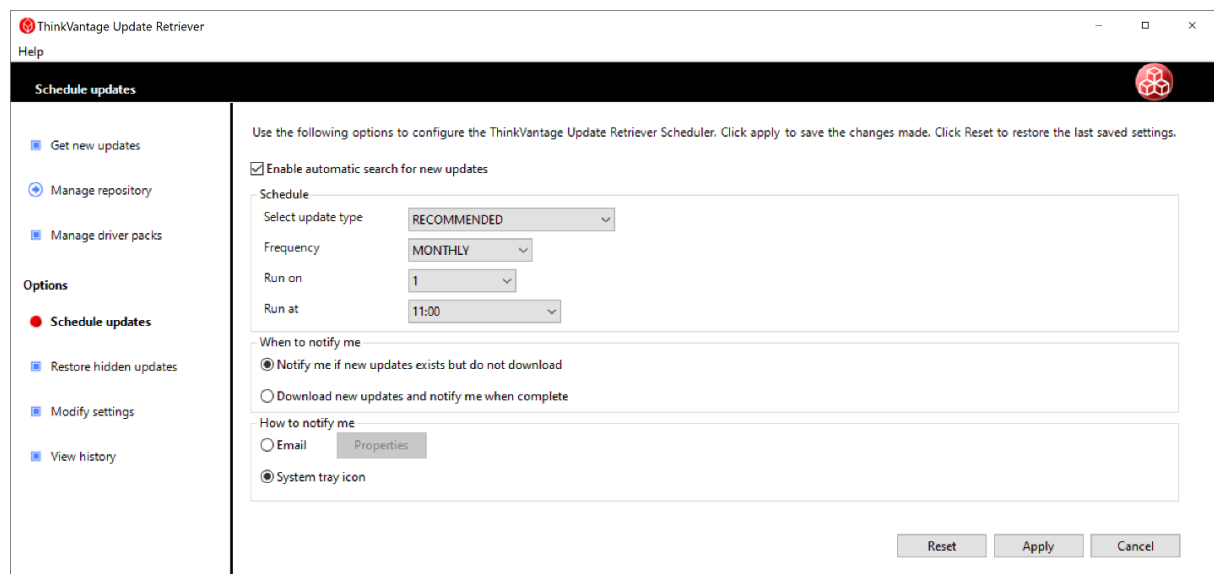 ThinkVantage Update Retriever
Help
Schedule updates
Get new updates
Manage repository
Manage driver packs
Options
Schedule updates
Restore hidden updates
Modify settings
View history
Use the following options to configure the ThinkVantage Update Retriever Scheduler. Click apply to save the changes made. Click Reset to restore the last saved settings.
Enable automatic search for new updates
Schedule
Select update type RECOMMENDED
Frequency MONTHLY
Run on 1
Run at 11:00
When to notify me
Notify me if new updates exists but do not download
Download new updates and notify me when complete
How to notify me
Email Properties
System tray icon
Reset Apply Cancel